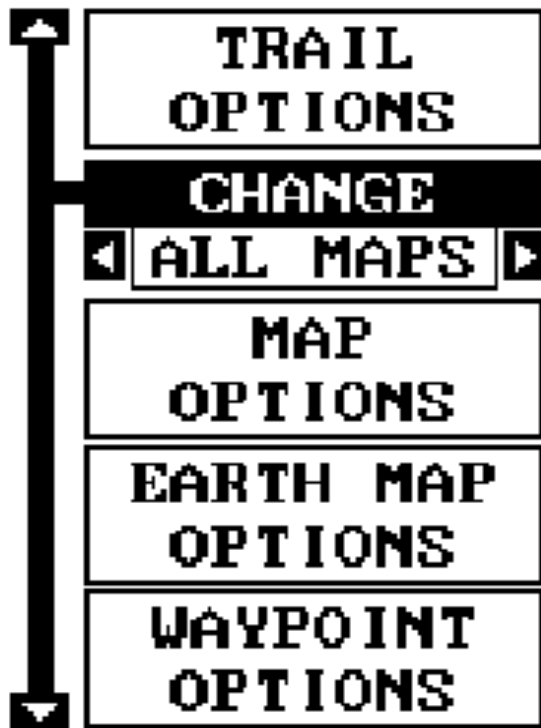 TRAIL
OPTIONS
CHANGE
ALL MAPS
MAP
OPTIONS
EARTH MAP
OPTIONS
WAYPOINT
OPTIONS